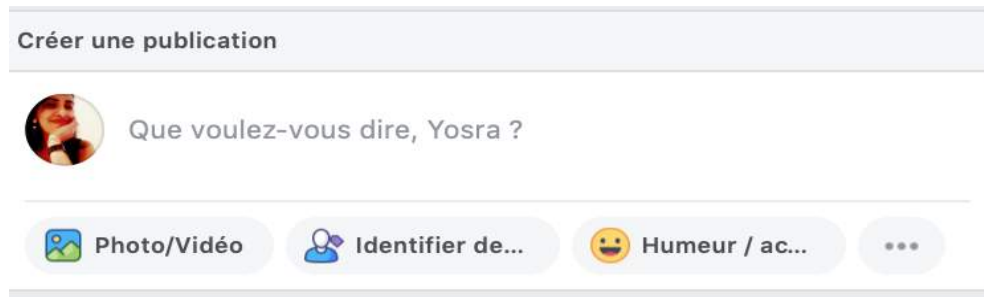 Créer une publication
Que voulez-vous dire, Yosra ?
Photo/Vidéo Identifier de... Humeur / ac...